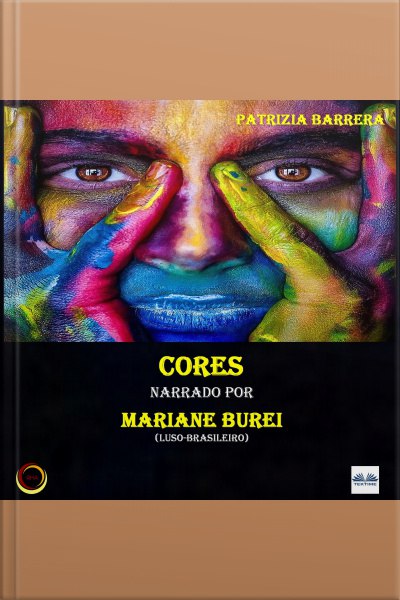 PATRIZIA BARRERA
CORES
NARRADO POR
MARIANE BUREI
(LUSO-BRASILEIRO)
TEKTIME